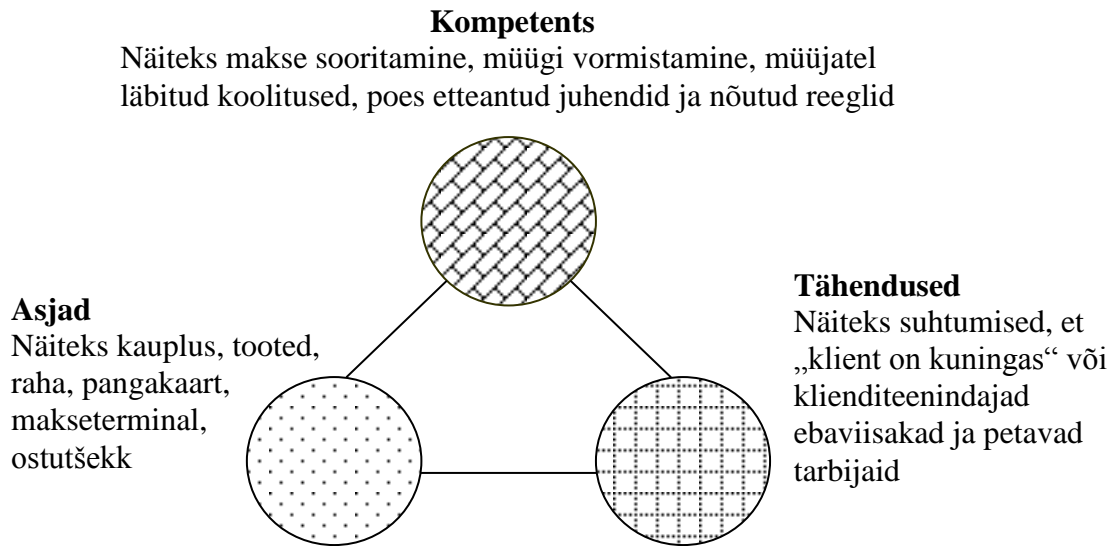 Kompetents
Näiteks makse sooritamine, müügi vormistamine, müüjatel
läbitud koolitused, poes etteantud juhendid ja nõutud reeglid
Asjad
Näiteks kauplus, tooted,
raha, pangakaart,
makseterminal,
ostutšekk
Tähendused
Näiteks suhtumised, et
„klient on kuningas“ või
klienditeenindajad
ebaviisakad ja petavad
tarbijaid